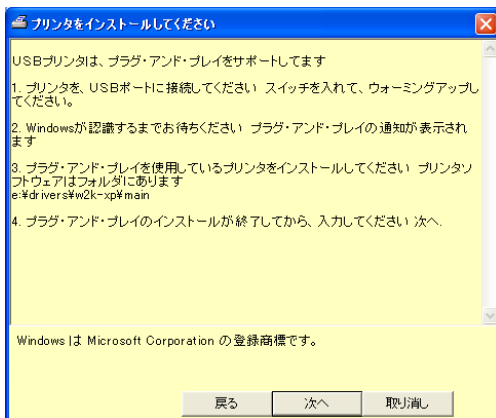 プリンタをインストールしてください
USBプリンタは、プラグ・アンド・プレイをサポートしてます
1. プリンタを、USBポートに接続してください スイッチを入れて、ウォーミングアップし
てください。
2. Windowsが認識するまでお待ちください プラグ・アンド・プレイの通知が表示され
ます
3. プラグ・アンド・プレイを使用しているプリンタをインストールしてください プリンタソ
フトウェアはフォルダにあります
e:¥drivers¥w2k-xp¥main
4. プラグ・アンド・プレイのインストールが終了してから、入力してください 次へ.
Windows は Microsoft Corporation の登録商標です。
戻る 次へ 取り消し